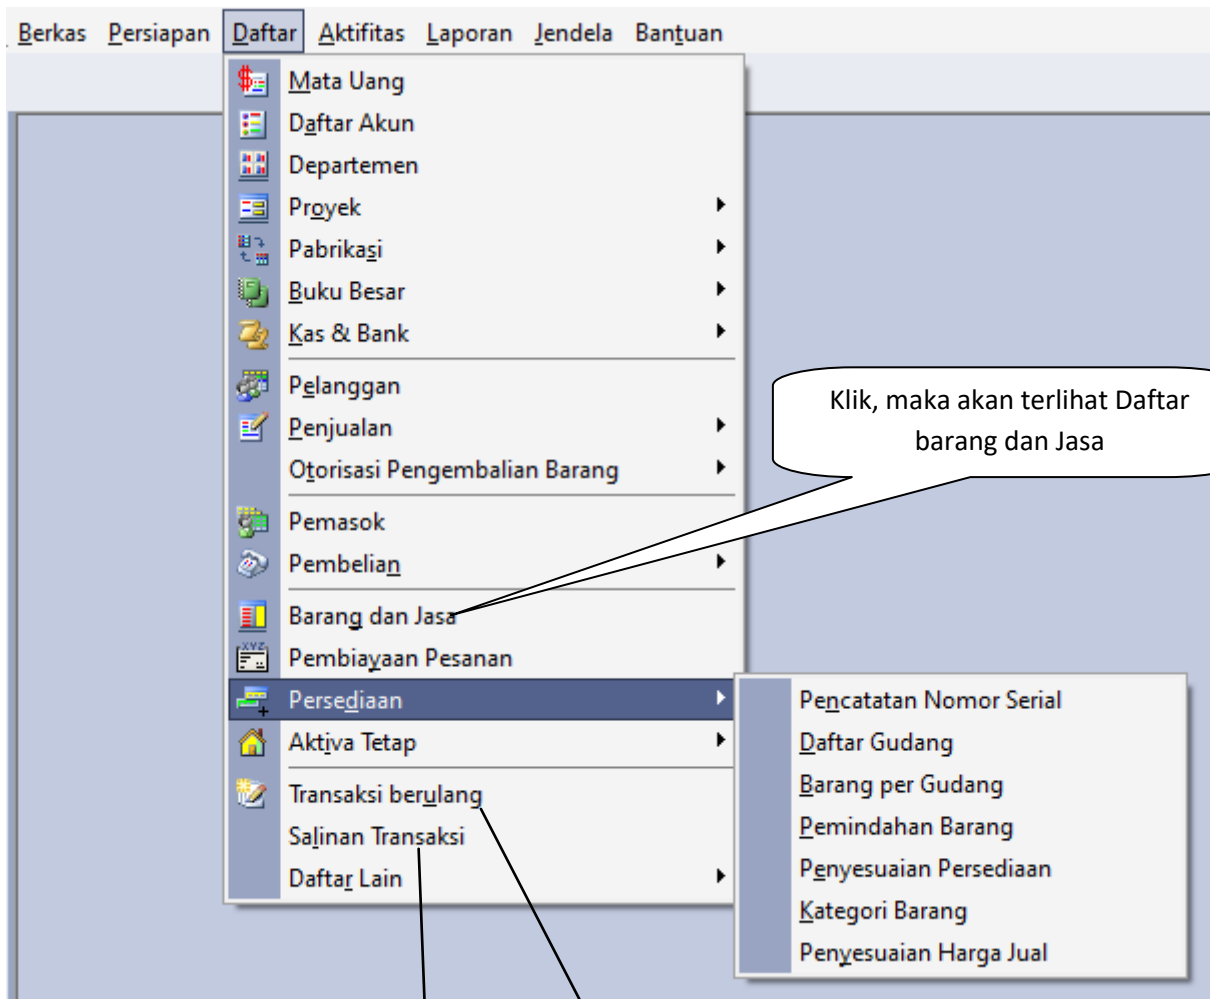 Berkas Persiapan Daftar Aktifitas Laporan Jendela Bantuan
Mata Uang
Daftar Akun
Departemen
Proyek
Pabrikasi
Buku Besar
Kas & Bank
Pelanggan
Penjualan
Otorisasi Pengembalian Barang
Pemasok
Pembelian
Barang dan Jasa
Pembiayaan Pesanan
Persediaan
Aktiva Tetap
Transaksi berulang
Salinan Transaksi
Daftar Lain
Klik, maka akan terlihat Daftar
barang dan Jasa
Pencatatan Nomor Serial
Daftar Gudang
Barang per Gudang
Pemindahan Barang
Penyesuaian Persediaan
Kategori Barang
Penyesuaian Harga Jual